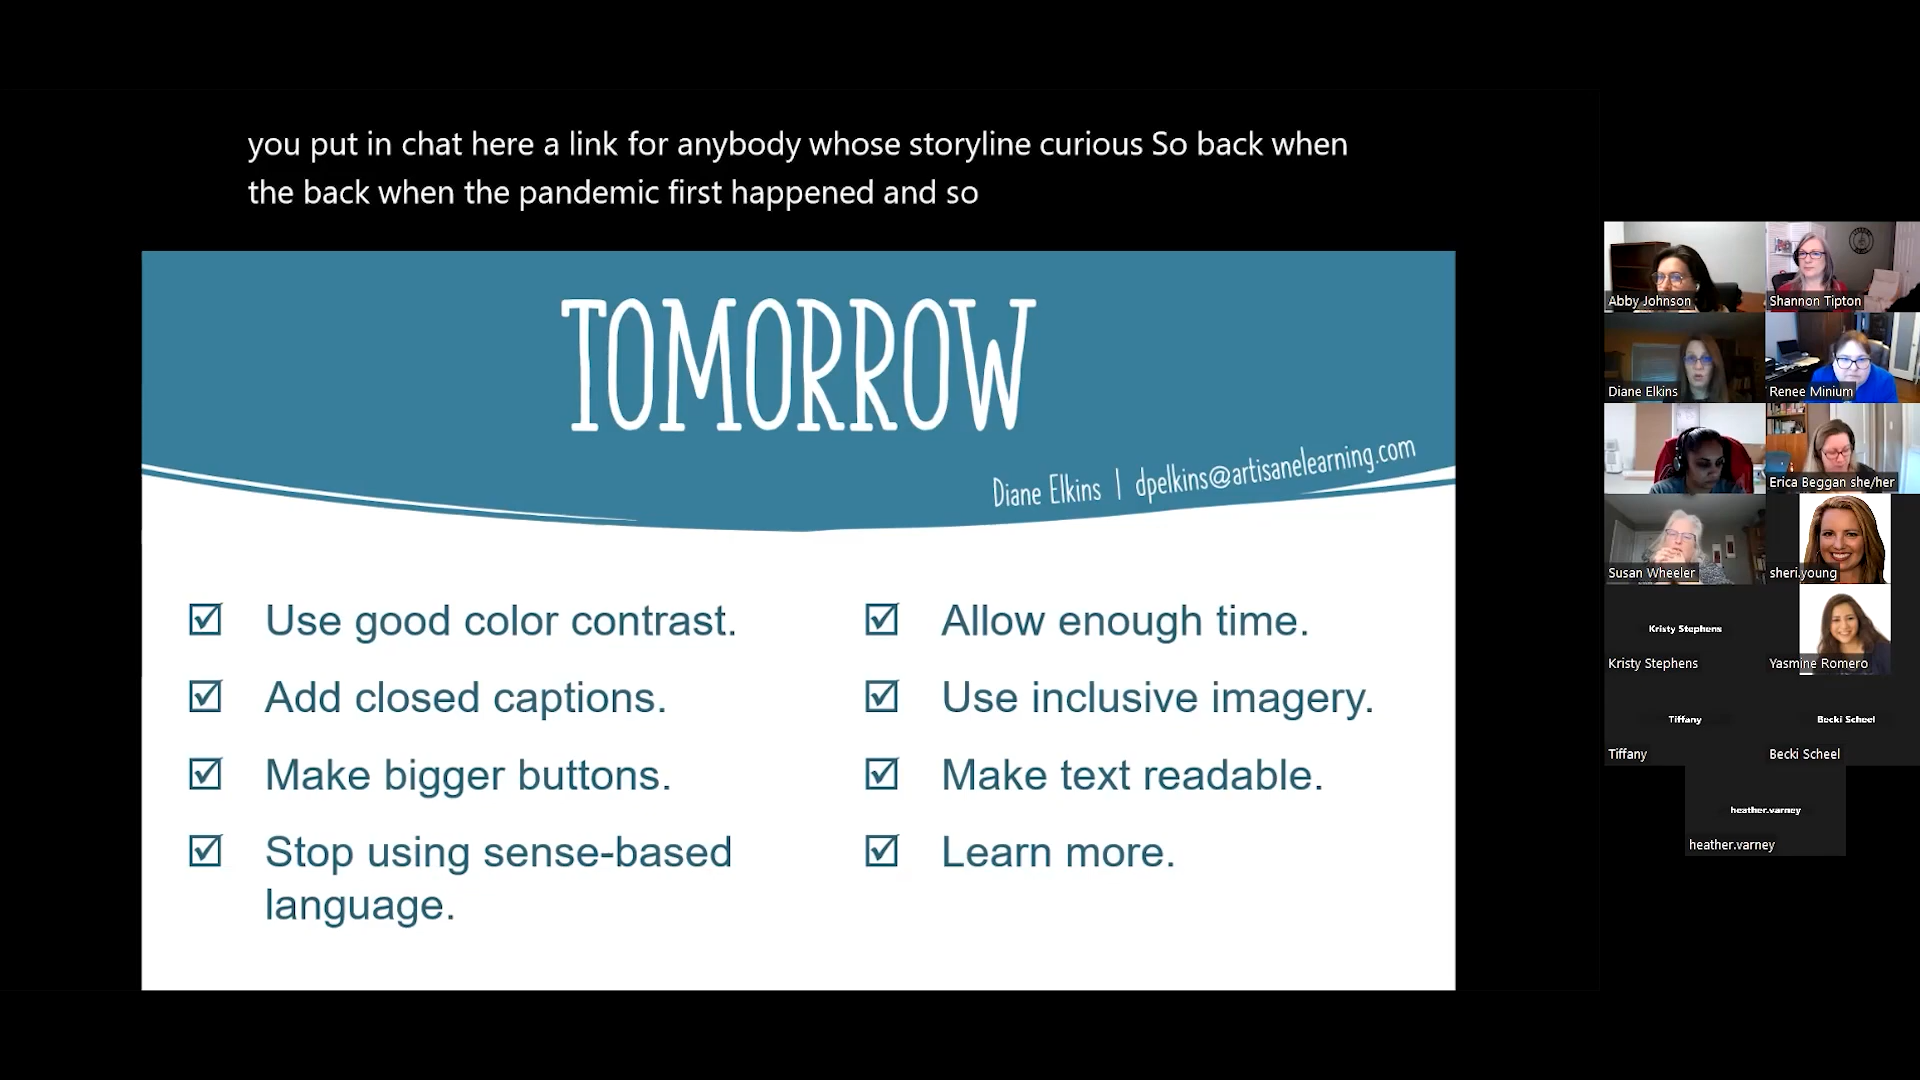 you put in chat here a link for anybody whose storyline curious So back when
the back when the pandemic first happened and so
TOMORROW
Diane Elkins | dpelkins@artisanelearning.com
Use good color contrast.
Add closed captions.
Make bigger buttons.
Stop using sense-based
language.
Allow enough time.
Use inclusive imagery.
Make text readable.
Learn more.
Abby Johnson
Shannon Tipton
Diane Elkins
Renee Minium
Erica Beggan she/her
Susan Wheeler
sheri.young
Kristy Stephens
Kristy Stephens
Yasmine Romero
Tiffany
Becki Scheel
Tiffany
Becki Scheel
heather.varney
heather.varney